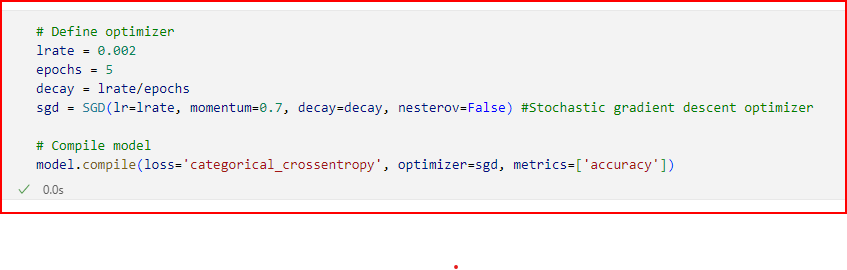 # Define optimizer
lrate = 0.002
epochs = 5
decay = lrate/epochs
sgd = SGD(lr=lrate, momentum=0.7, decay=decay, nesterov=False) #Stochastic gradient descent optimizer
# Compile model
model.compile(loss='categorical_crossentropy', optimizer=sgd, metrics=['accuracy'])
0.0s